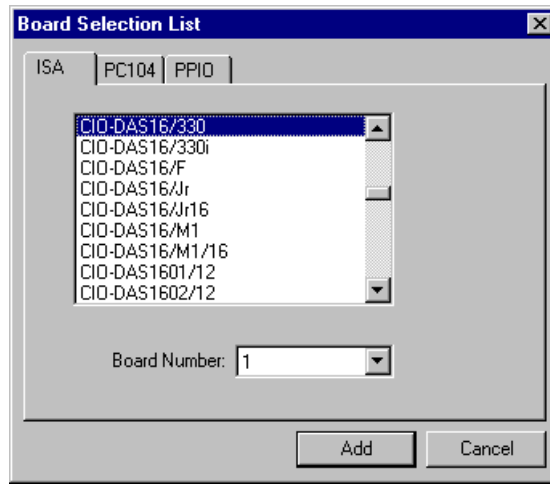 Board Selection List
ISA PC104 PPIO
CIO-DAS16/330
CIO-DAS16/330i
CIO-DAS16/F
CIO-DAS16/Jr
CIO-DAS16/Jr16
CIO-DAS16/M1
CIO-DAS16/M1/16
CIO-DAS1601/12
CIO-DAS1602/12
Board Number: 1
Add Cancel